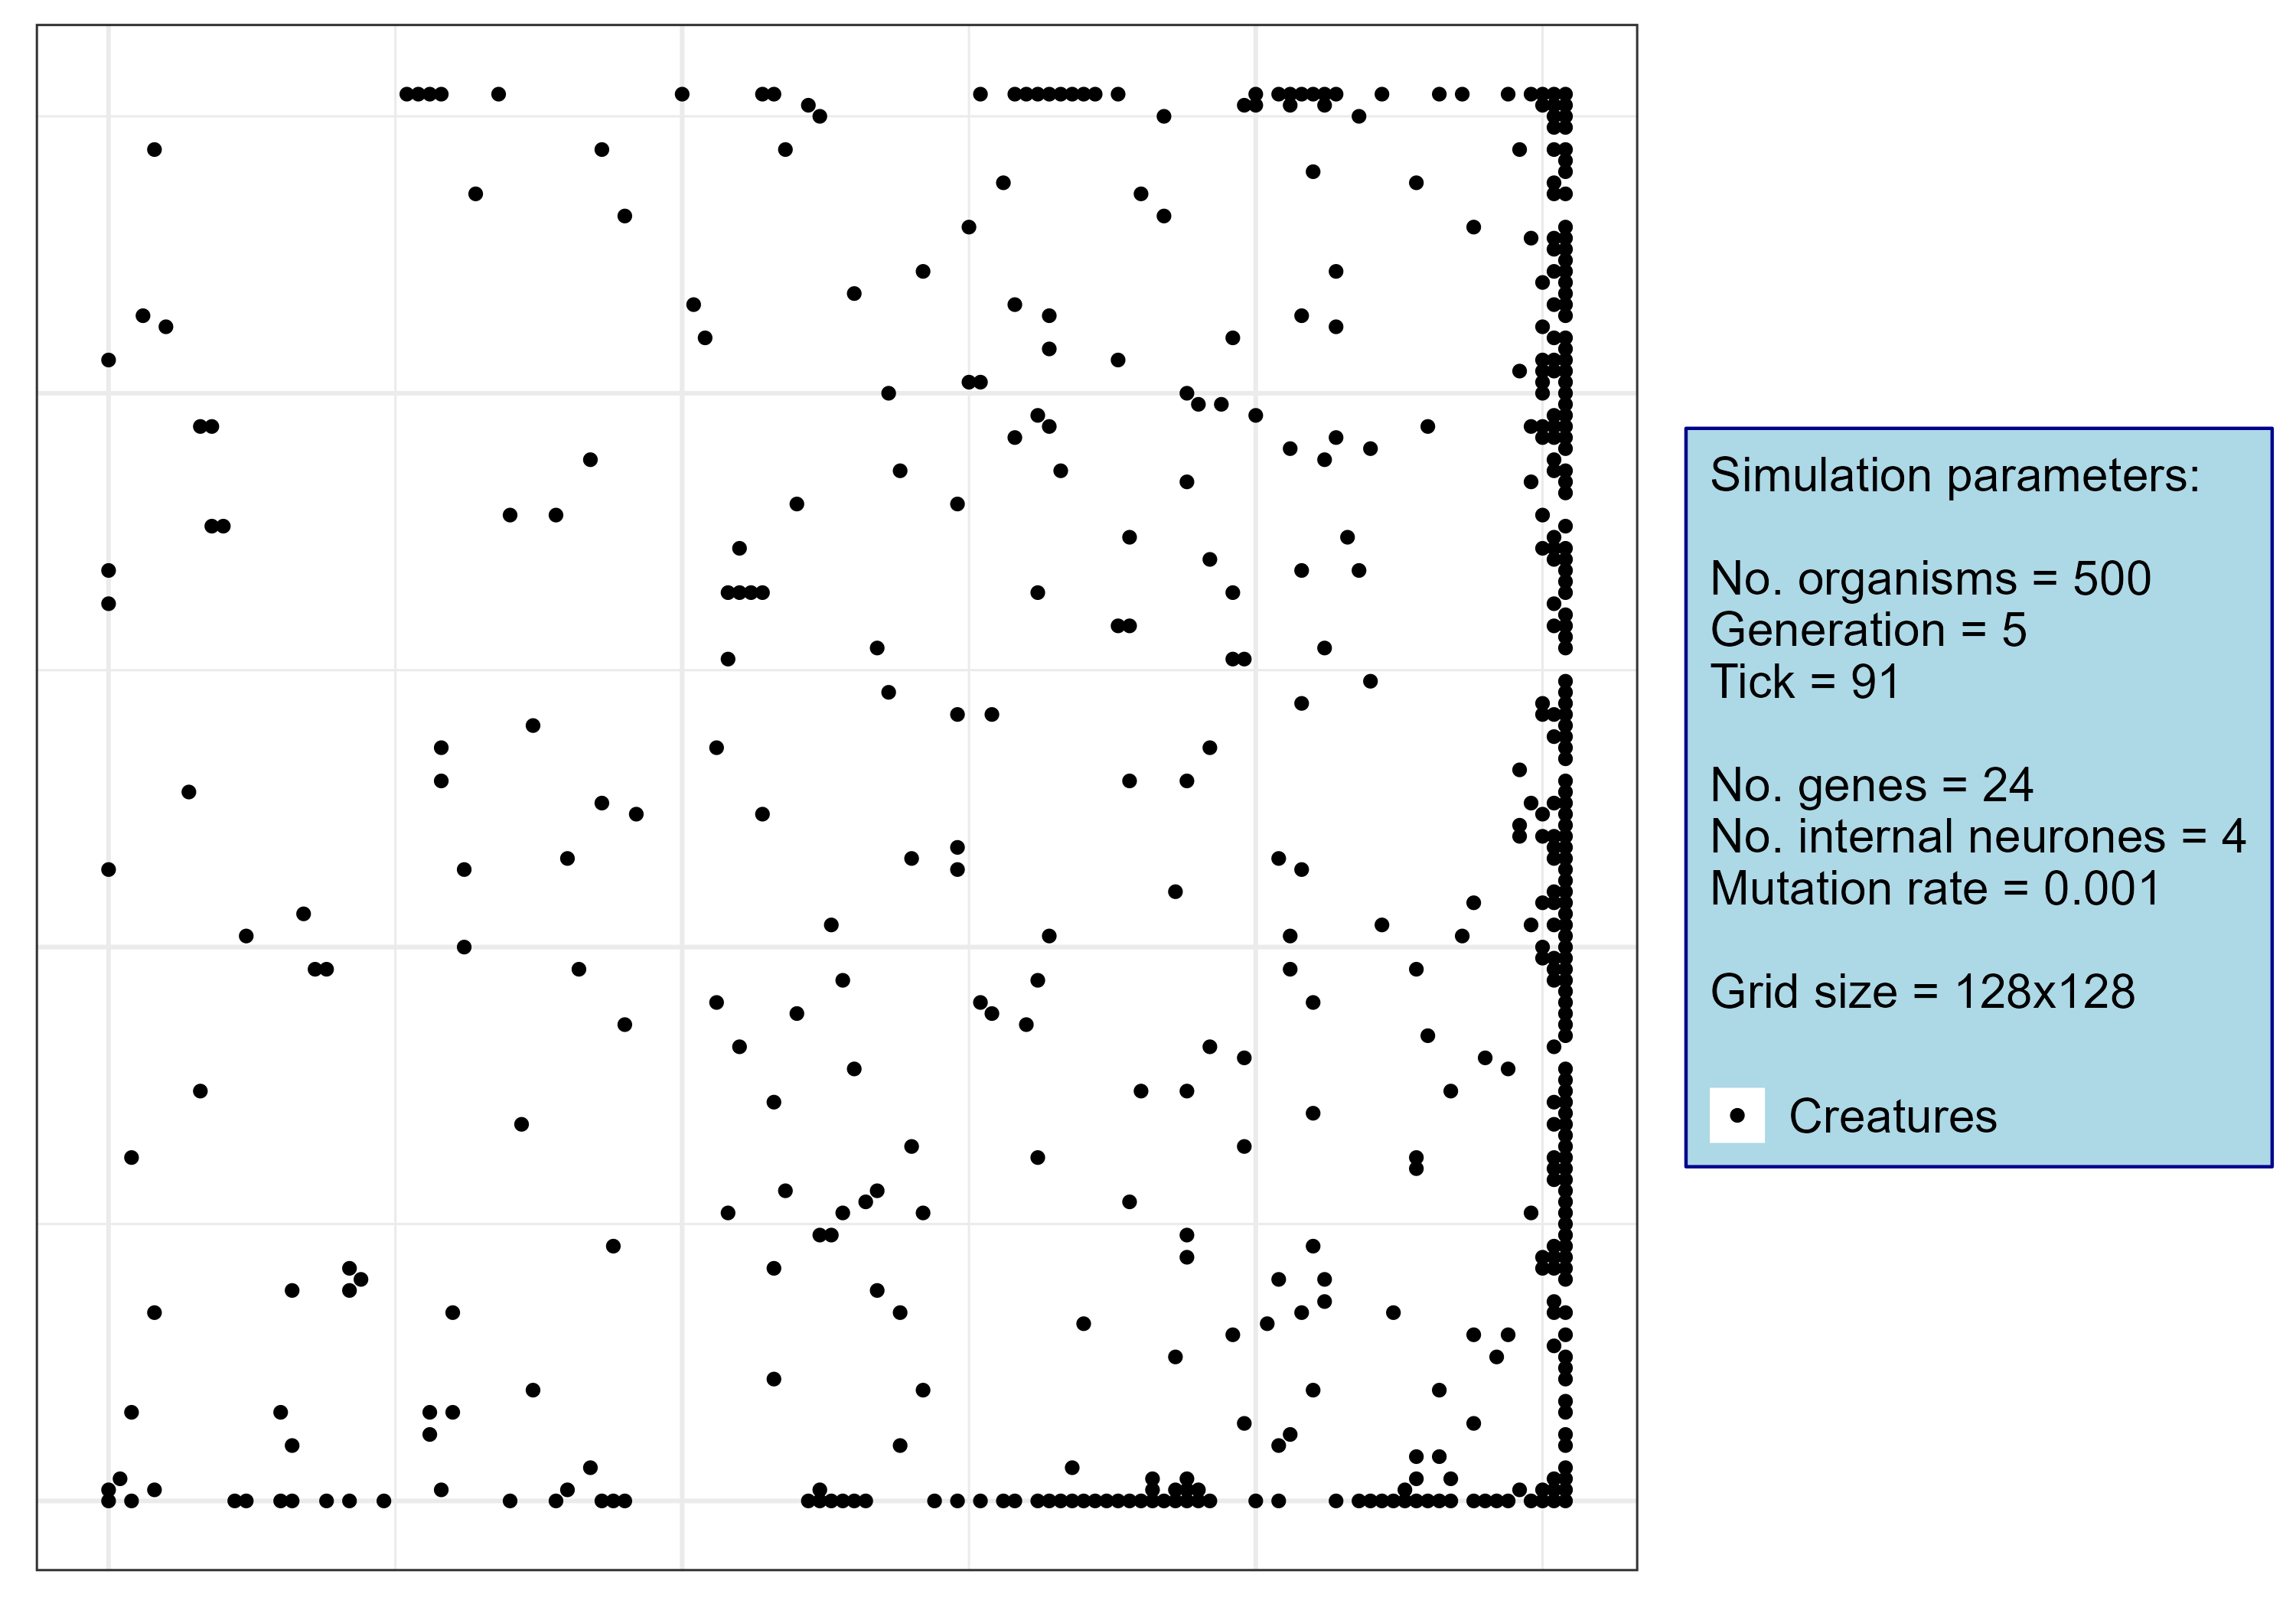 Simulation parameters:
No. organisms = 500
Generation = 5
Tick = 91
No. genes = 24
No. internal neurones = 4
Mutation rate = 0.001
Grid size = 128x128
Creatures